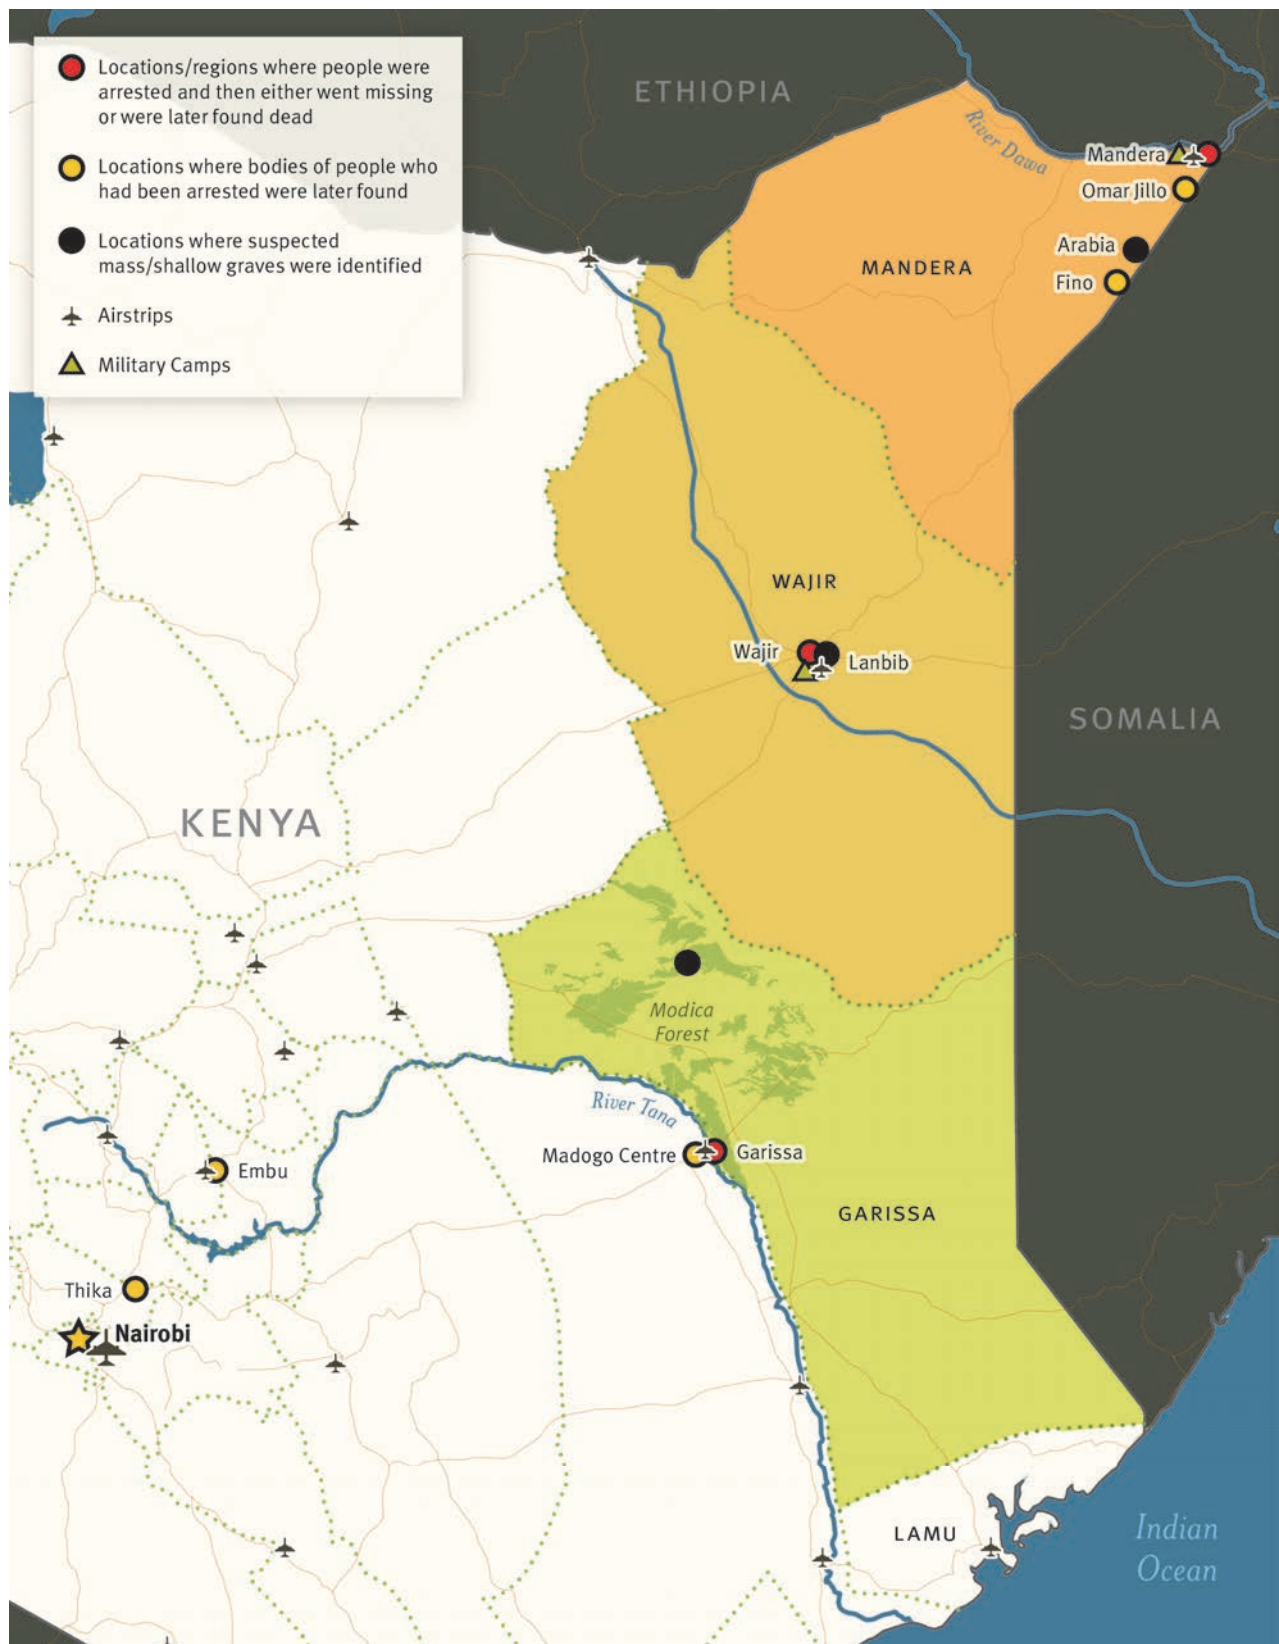 Locations/regions where people were
arrested and then either went missing
or were later found dead
Locations where bodies of people who
had been arrested were later found
Locations where suspected
mass/shallow graves were identified
Airstrips
Military Camps
ETHIOPIA
River Dawa
Mandera
Omar Jillo
Arabia
Fino
MANDERA
WAJIR
Wajir
Lanbib
SOMALIA
KENYA
Modica
Forest
River Tana
Madogo Centre
Garissa
Embu
GARISSA
Thika
Nairobi
LAMU
Indian
Ocean